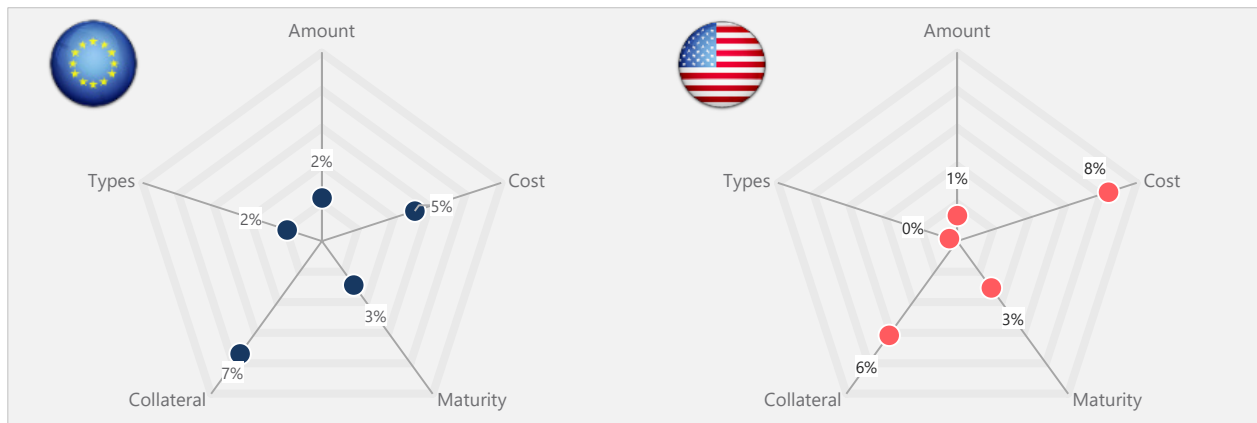 Amount
2%
Types
Cost
2%
5%
3%
7%
Collateral
Maturity
Amount
8%
1%
Types
Cost
0%
3%
6%
Collateral
Maturity